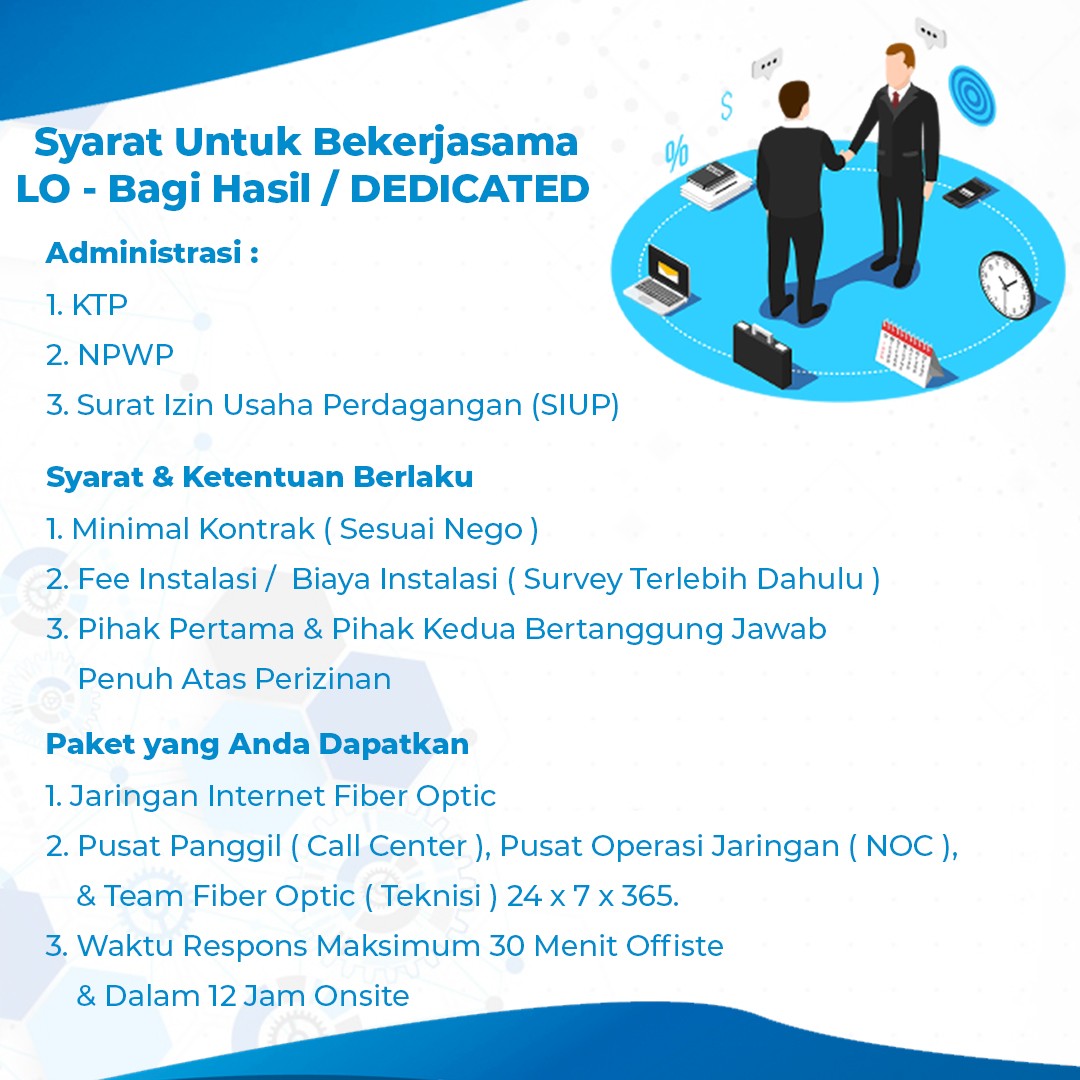 Syarat Untuk Bekerjasama
LO - Bagi Hasil / DEDICATED
Administrasi :
1. KTP
2. NPWP
3. Surat Izin Usaha Perdagangan (SIUP)
Syarat & Ketentuan Berlaku
1. Minimal Kontrak ( Sesuai Nego )
2. Fee Instalasi /  Biaya Instalasi ( Survey Terlebih Dahulu )
3. Pihak Pertama & Pihak Kedua Bertanggung Jawab
Penuh Atas Perizinan
Paket yang Anda Dapatkan
1. Jaringan Internet Fiber Optic
2. Pusat Panggil ( Call Center ), Pusat Operasi Jaringan ( NOC ),
& Team Fiber Optic ( Teknisi ) 24 x 7 x 365.
3. Waktu Respons Maksimum 30 Menit Offiste
& Dalam 12 Jam Onsite
$
%